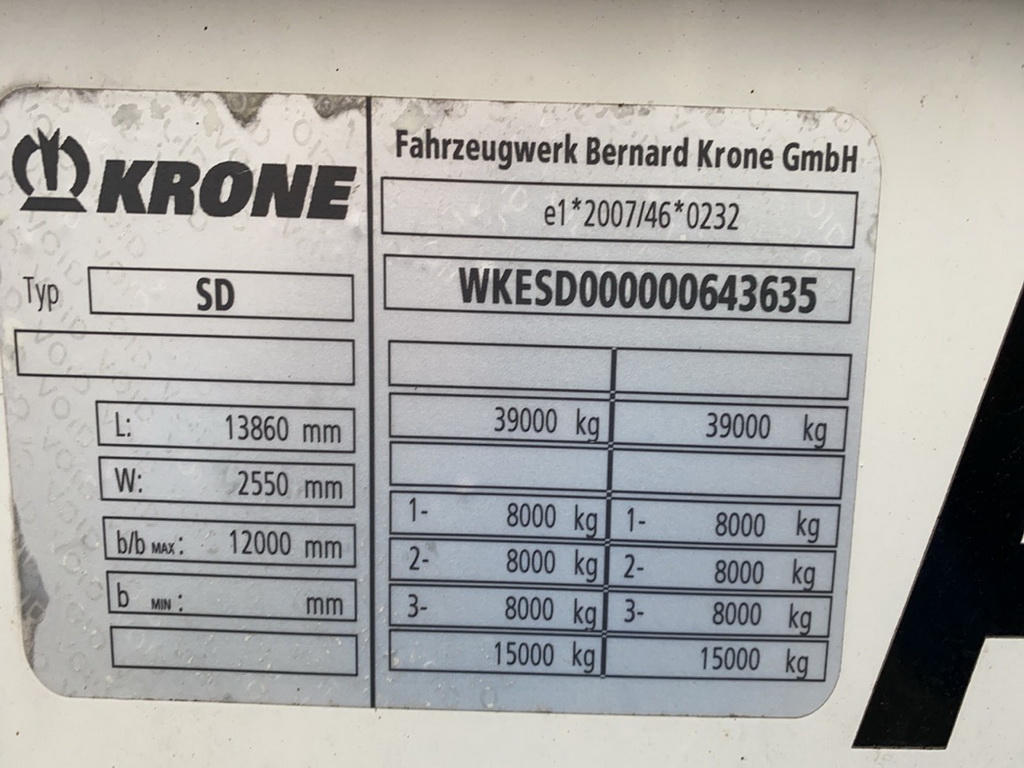 KRONE
Typ SD
L: 13860 mm
W: 2550 mm
b/b MAX: 12000 mm
b MIN: mm
Fahrzeugwerk Bernard Krone GmbH
e1*2007/46*0232
WKESD000000643635
39000 kg 39000 kg
1- 8000 kg 1- 8000 kg
2- 8000 kg 2- 8000 kg
3- 8000 kg 3- 8000 kg
15000 kg 15000 kg